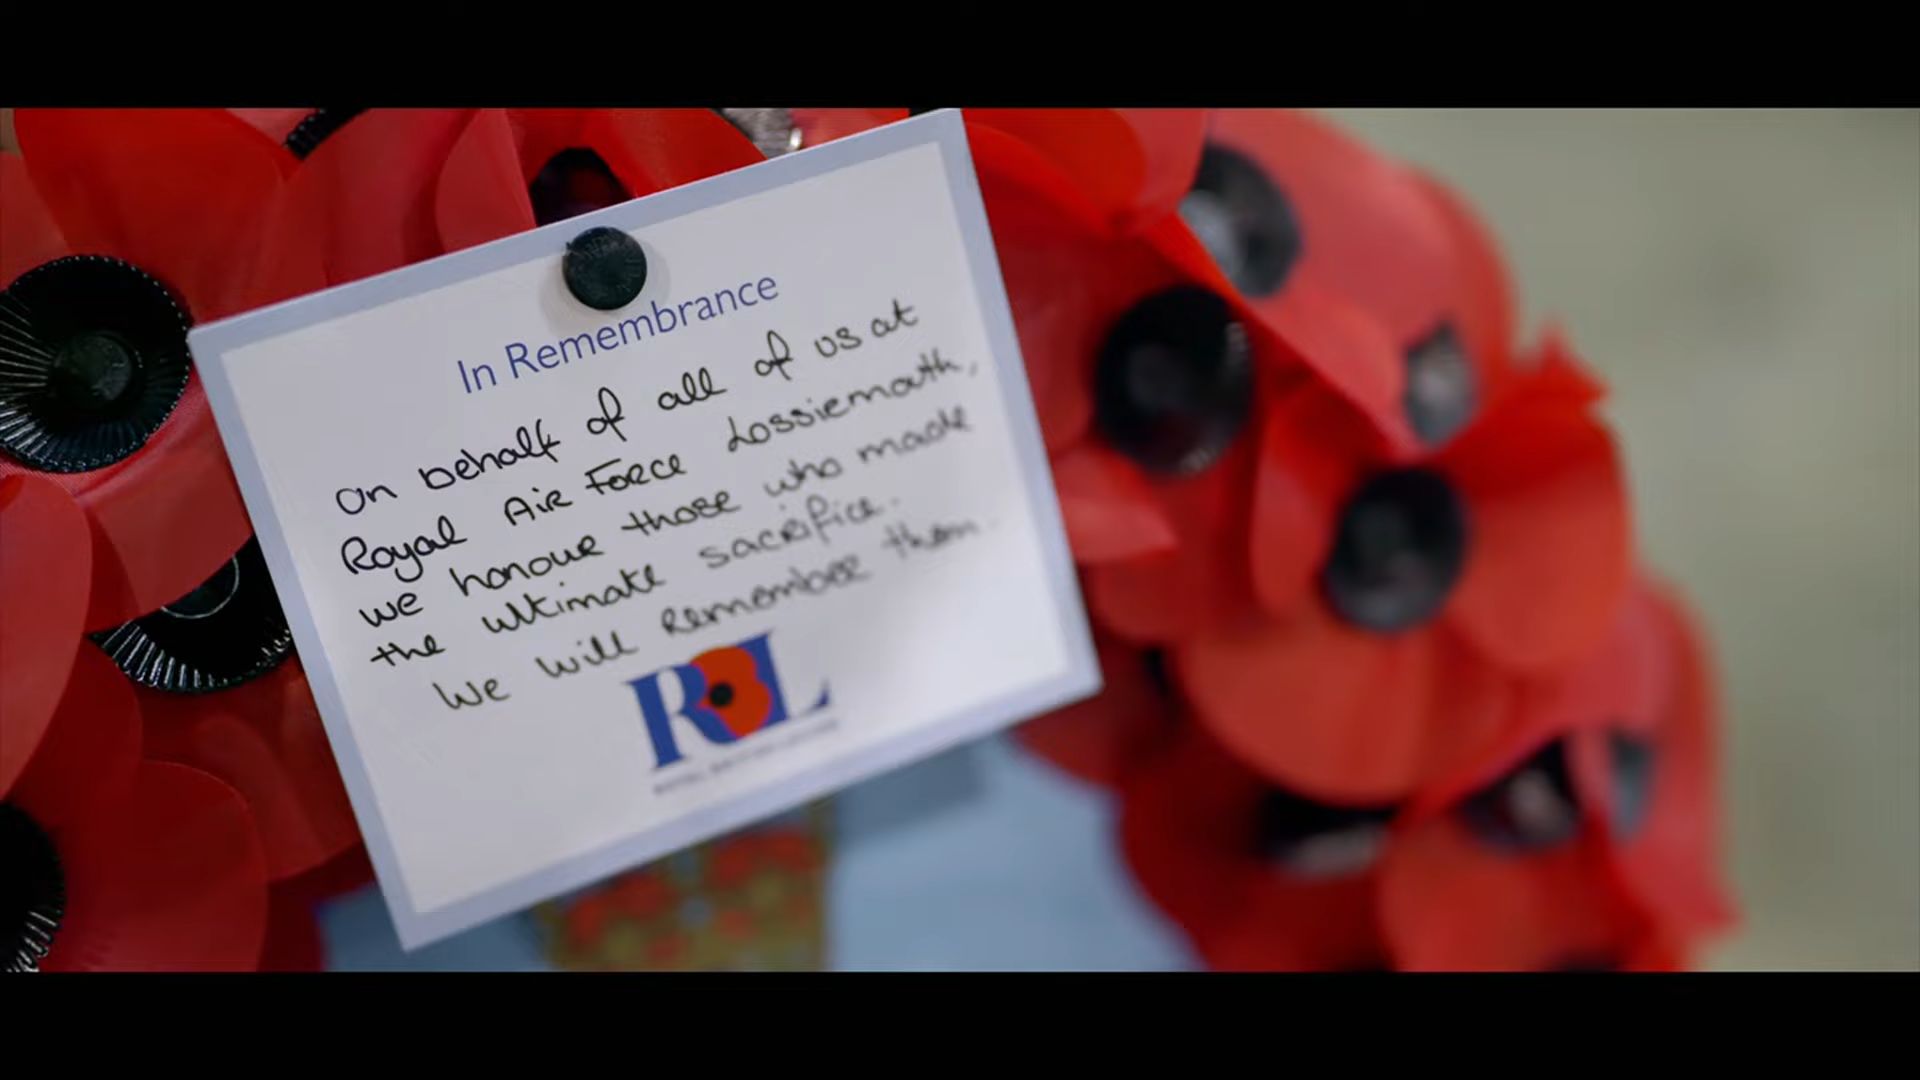 In Remembrance
On behalf of all of us at
Royal Air Force Lossiemouth,
we honour those who made
the ultimate sacrifice.
We will remember them.
RBL